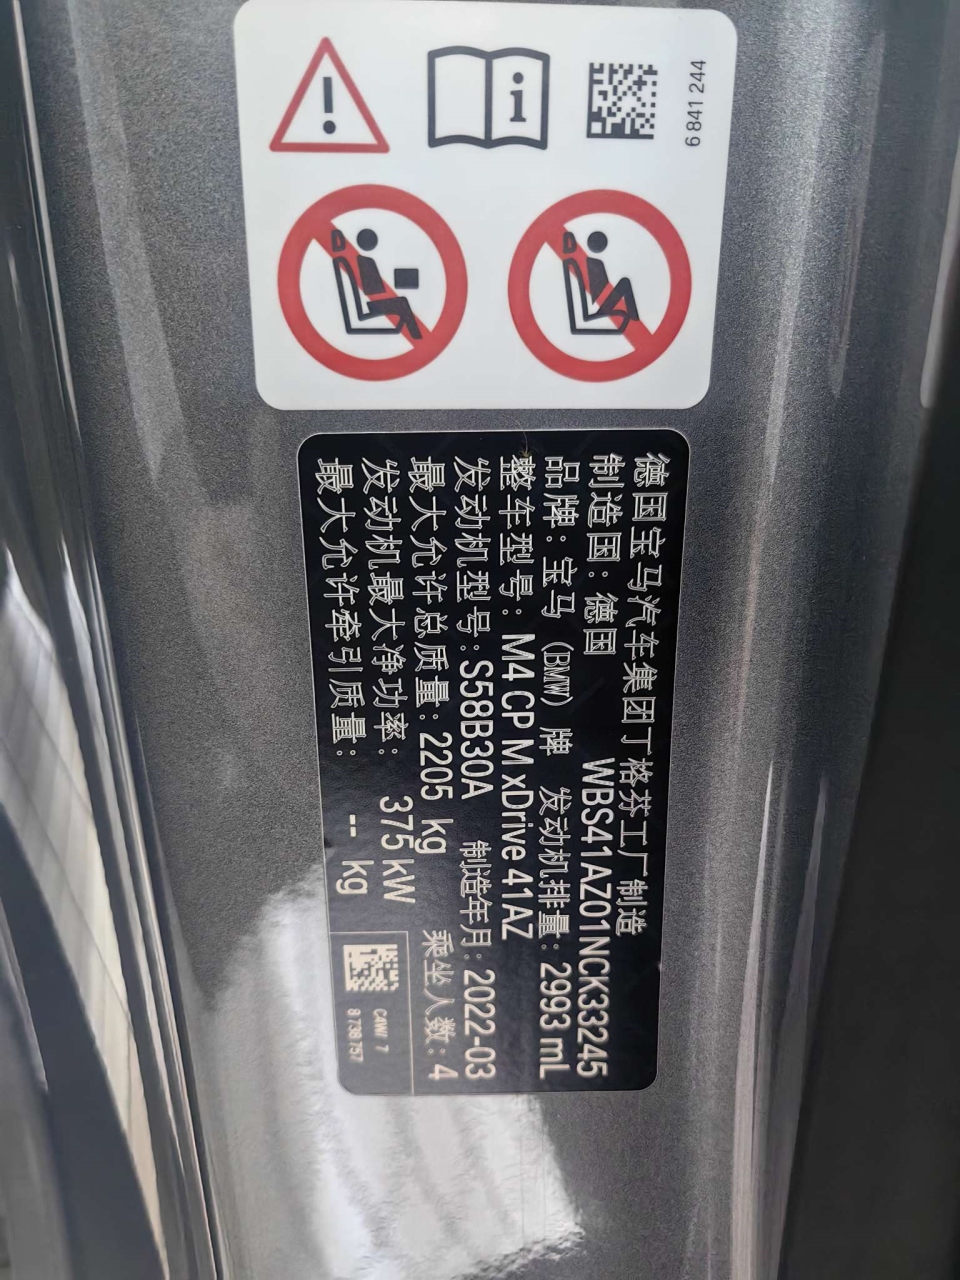 6 841 244
德国宝马汽车集团丁格芬工厂制造
制造国：德国 WBS41AZ01NCK33245
品牌：宝马（BMW）牌 发动机排量：2993 mL
整车型号：M4 CP M xDrive 41AZ
发动机型号：S58B30A 制造年月：2022-03
最大允许总质量：2205 kg 乘坐人数：4
发动机最大净功率：375 kW
最大允许牵引质量： -- kg
CAW/ 7
8 738 757